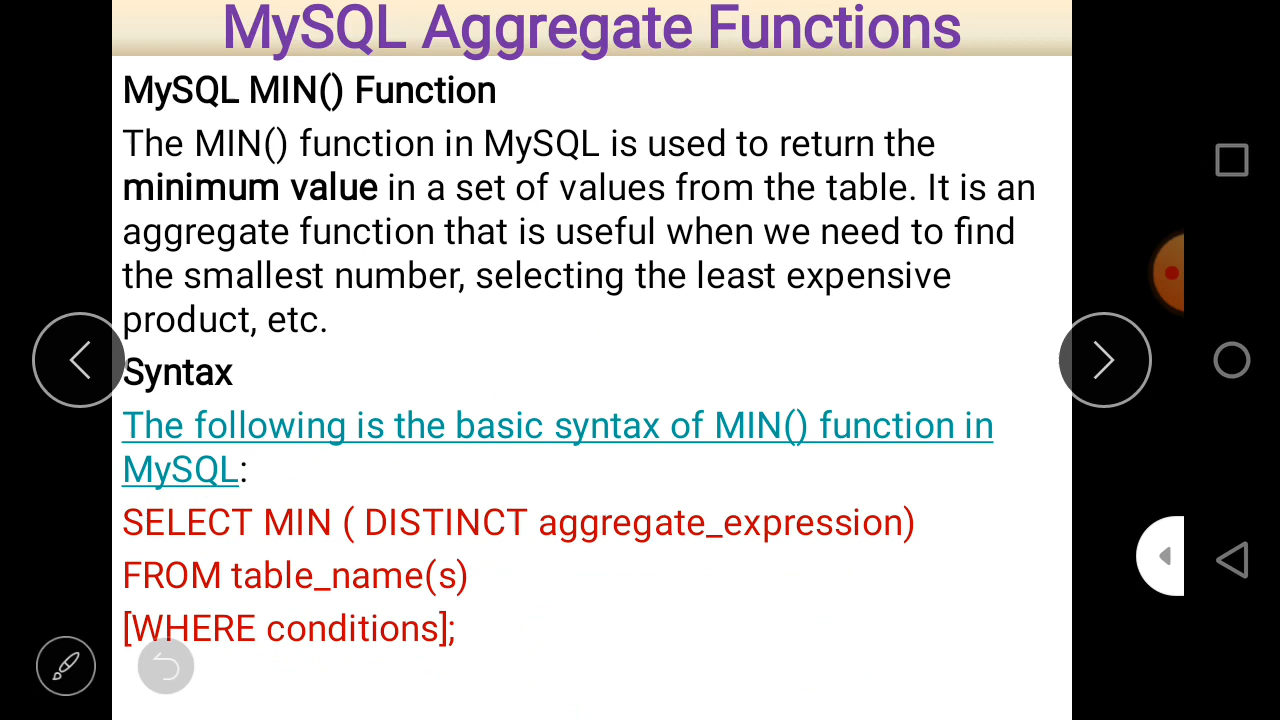 MySQL Aggregate Functions
MySQL MIN() Function
The MIN() function in MySQL is used to return the
minimum value in a set of values from the table. It is an
aggregate function that is useful when we need to find
the smallest number, selecting the least expensive
product, etc.
Syntax
The following is the basic syntax of MIN() function in
MySQL:
SELECT MIN ( DISTINCT aggregate_expression)
FROM table_name(s)
[WHERE conditions];